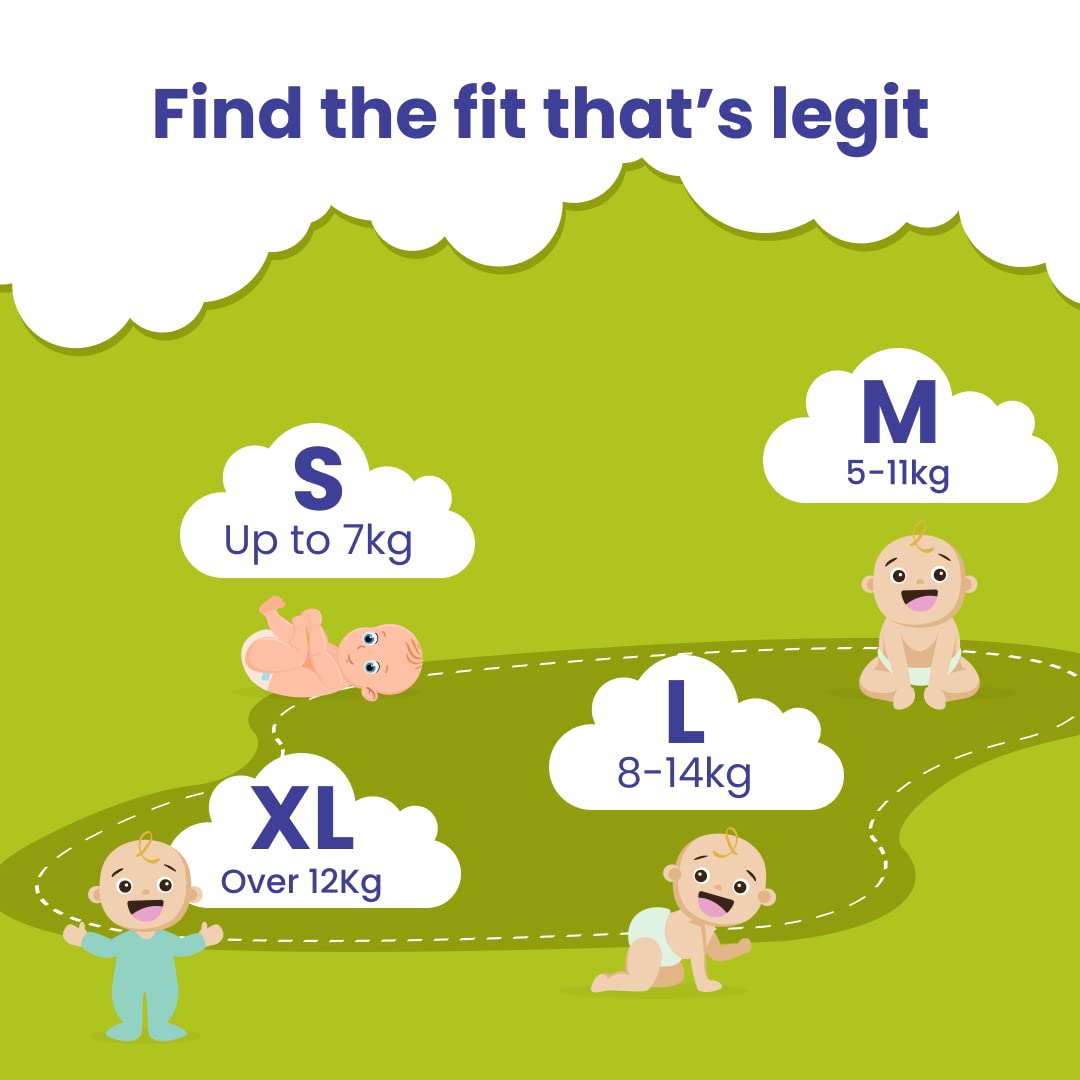 Find the fit that’s legit
S
Up to 7kg
M
5-11kg
L
8-14kg
XL
Over 12Kg